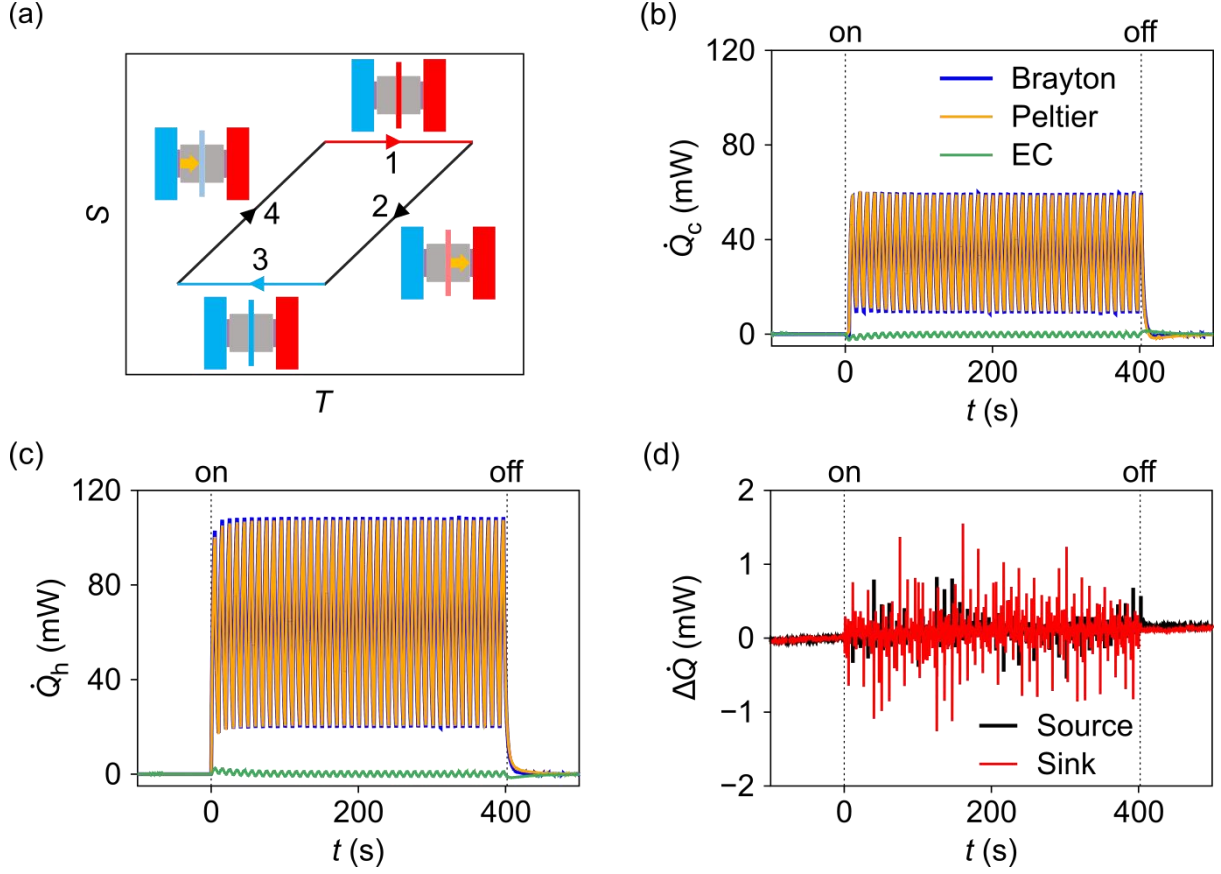 (a)
S
T
1
2
3
4
(b)
on off
Q̇c (mW)
120
80
40
0
Brayton
Peltier
EC
0 200 400
t (s)
(c)
on off
Q̇h (mW)
120
80
40
0
0 200 400
t (s)
(d)
on off
ΔQ̇ (mW)
2
1
0
−1
−2
Source
Sink
0 200 400
t (s)